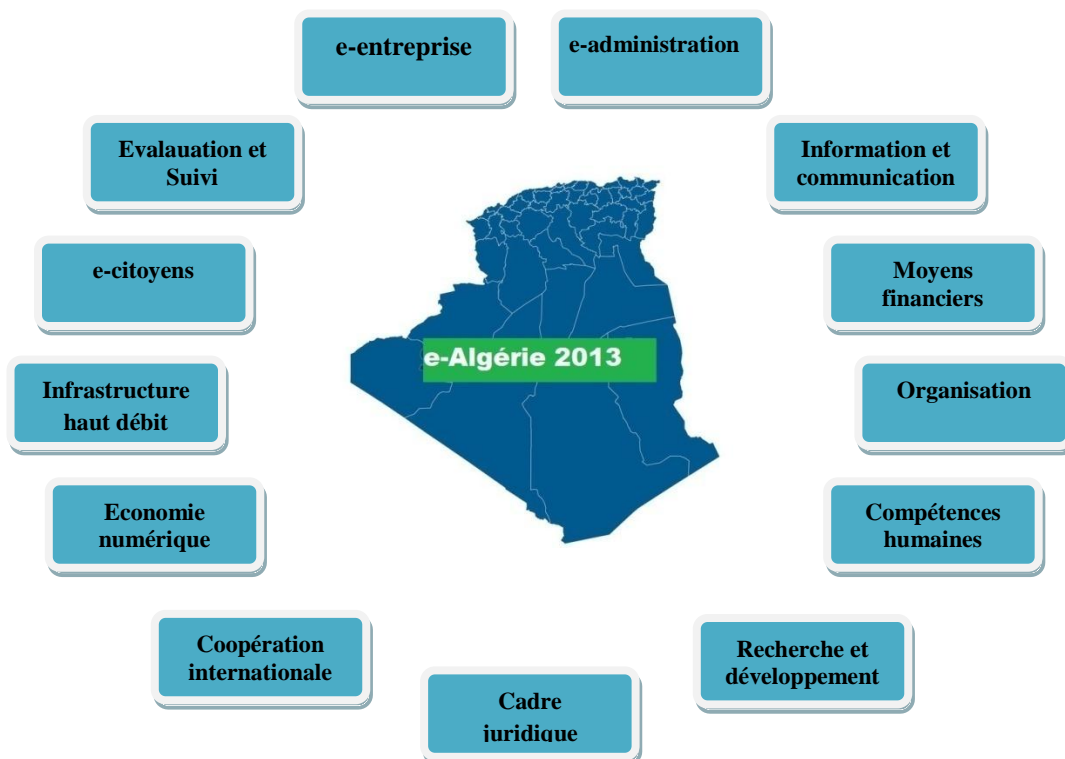 e-entreprise
e-administration
Evalauation et
Suivi
Information et
communication
e-citoyens
Moyens
financiers
e-Algérie 2013
Infrastructure
haut débit
Organisation
Economie
numérique
Compétences
humaines
Coopération
internationale
Recherche et
développement
Cadre
juridique